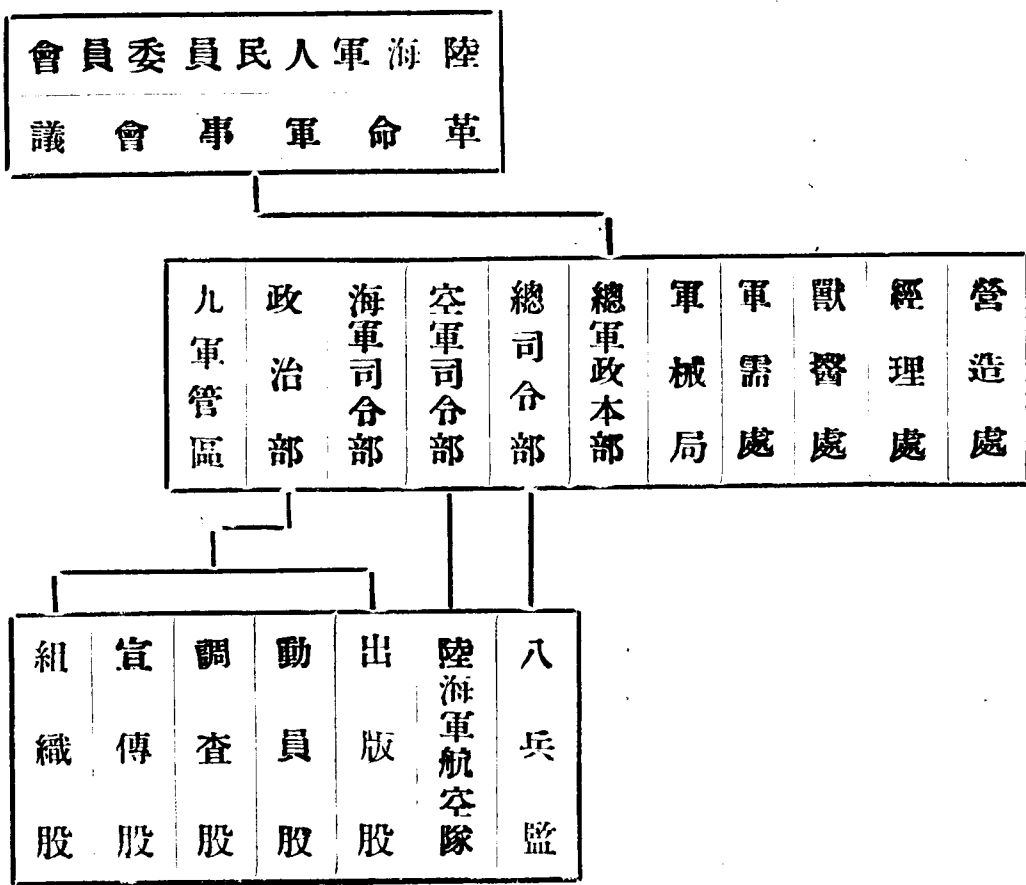 陸海軍人民員委員會
革命軍事會議
營造處
經理處
獸醫處
軍需處
軍械局
總軍政本部
總司令部
空軍司令部
海軍司令部
政治部
九軍管區
八兵監
陸海軍航空隊
出版股
動員股
調查股
宣傳股
組織股